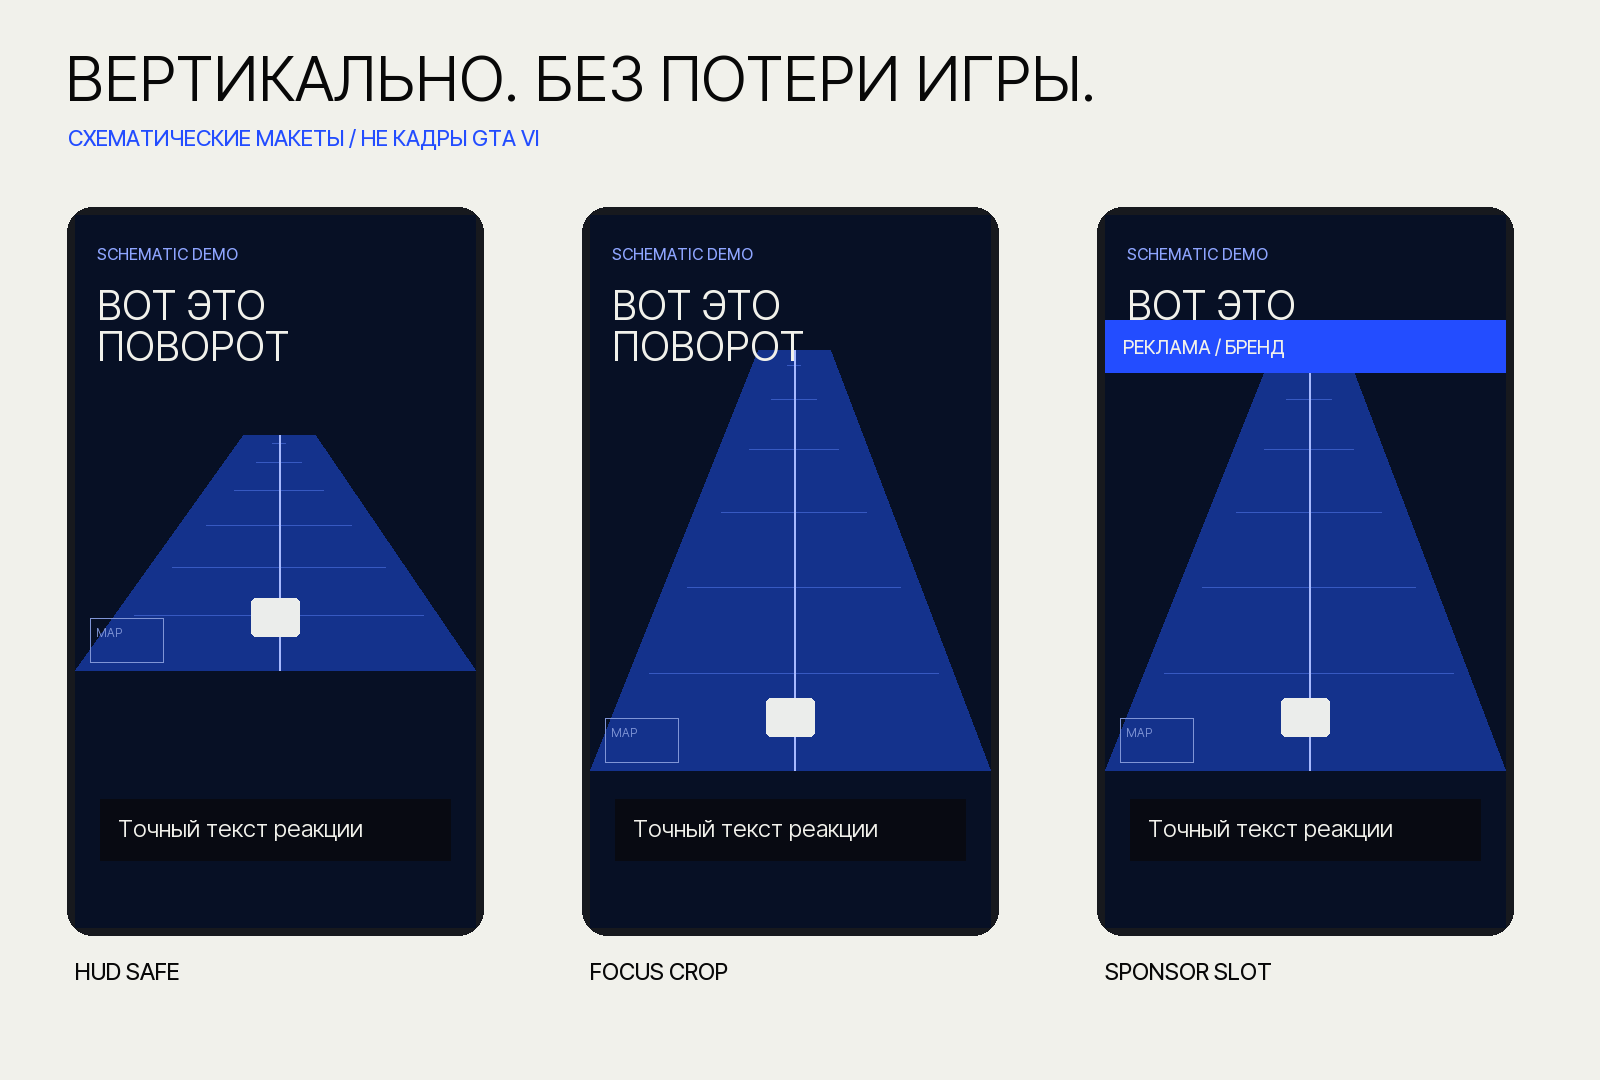 ВЕРТИКАЛЬНО. БЕЗ ПОТЕРИ ИГРЫ.
СХЕМАТИЧЕСКИЕ МАКЕТЫ / НЕ КАДРЫ GTA VI
SCHEMATIC DEMO
ВОТ ЭТО
ПОВОРОТ
MAP
Точный текст реакции
HUD SAFE
SCHEMATIC DEMO
ВОТ ЭТО
ПОВОРОТ
MAP
Точный текст реакции
FOCUS CROP
SCHEMATIC DEMO
ВОТ ЭТО
РЕКЛАМА / БРЕНД
MAP
Точный текст реакции
SPONSOR SLOT